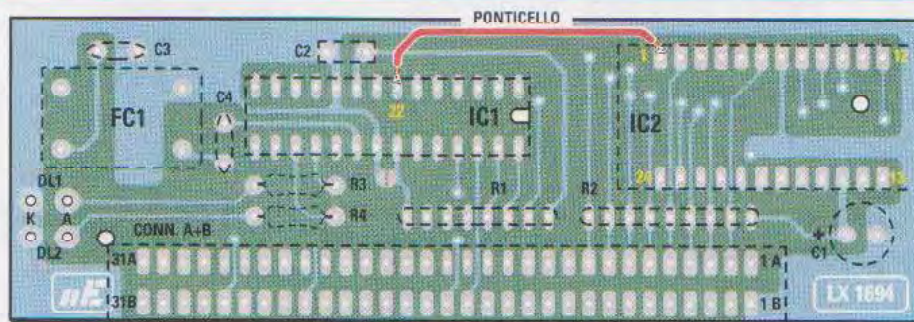 PONTICELLO
C3
C2
1
12
C4
FC1
22
IC1
IC2
DL1
R3
24
13
K
A
R1
R2
R4
DL2
CONN. A+B
+
C1
31A
1 A
31B
1 B
LX 1694